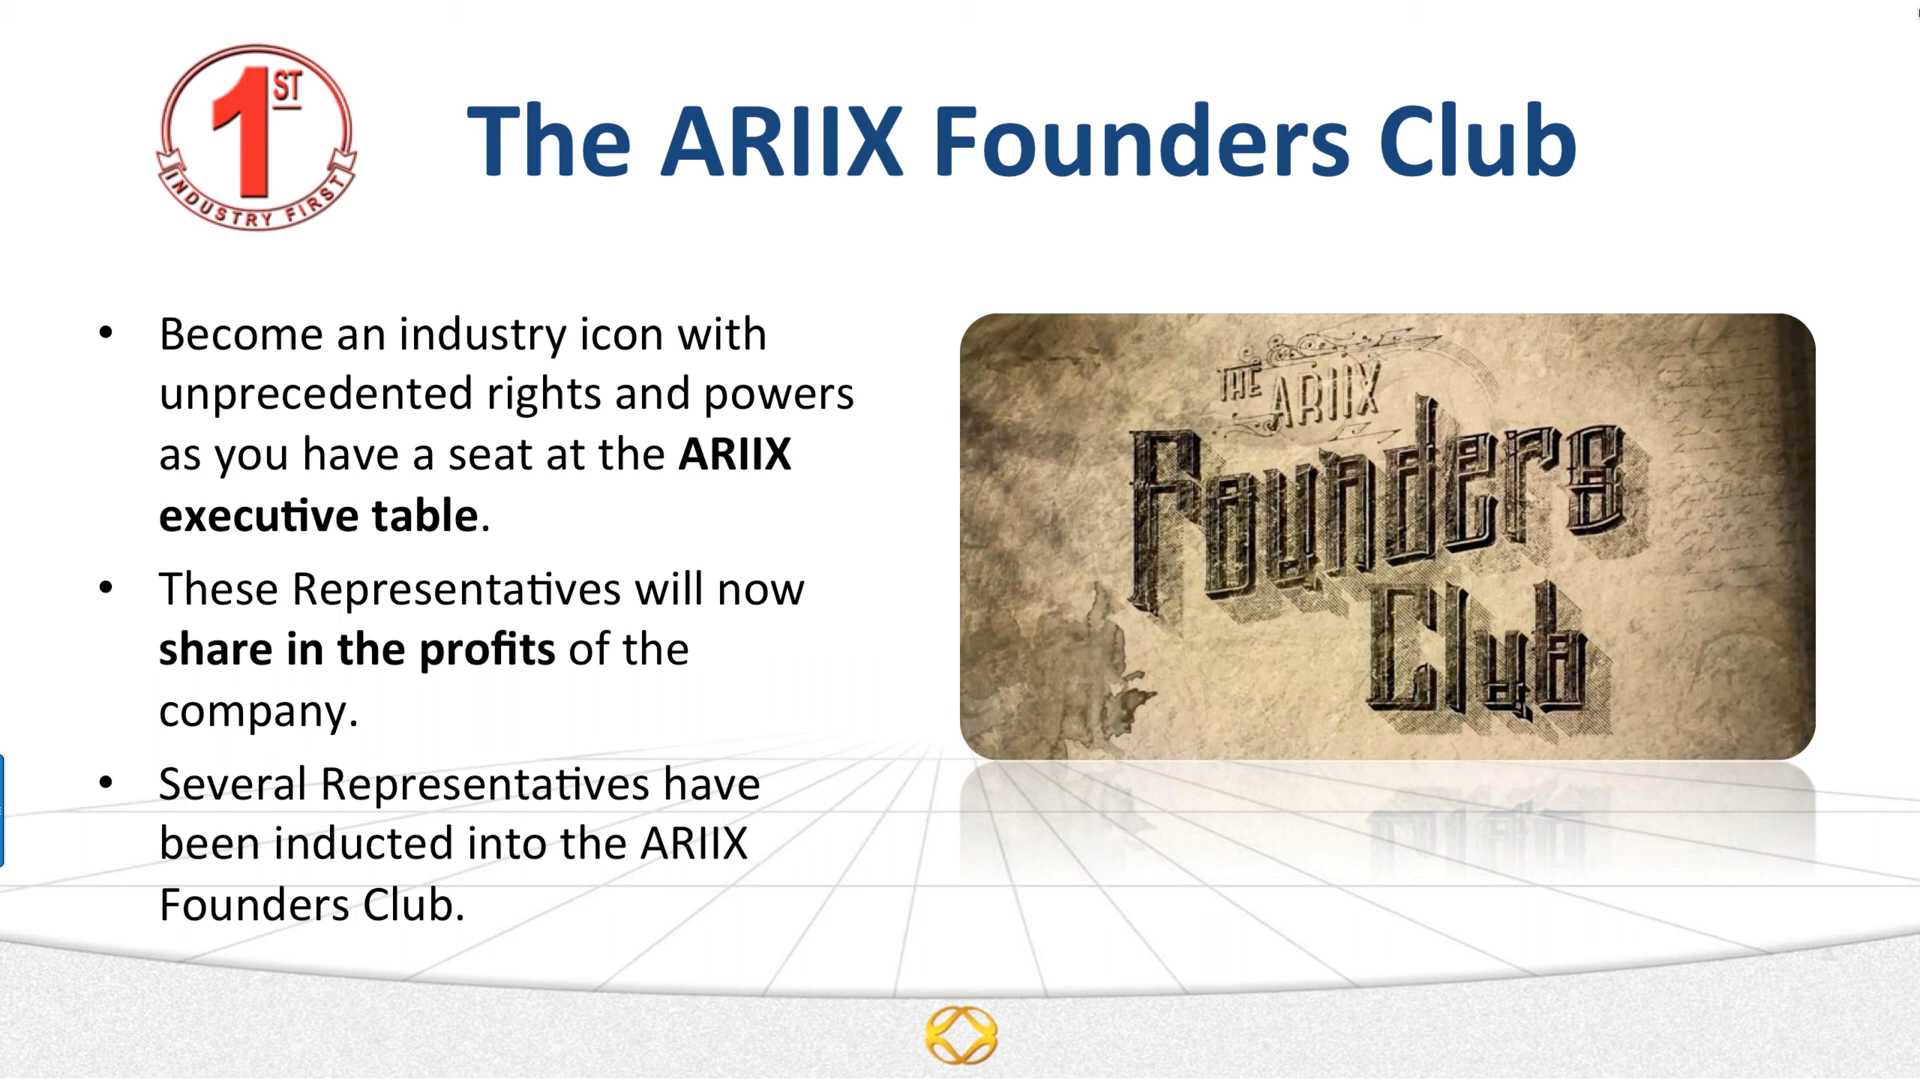 1ST
INDUSTRY FIRST
The ARIIX Founders Club
• Become an industry icon with
unprecedented rights and powers
as you have a seat at the ARIIX
executive table.
• These Representatives will now
share in the profits of the
company.
• Several Representatives have
been inducted into the ARIIX
Founders Club.
THE ARIIX
Founders
Club